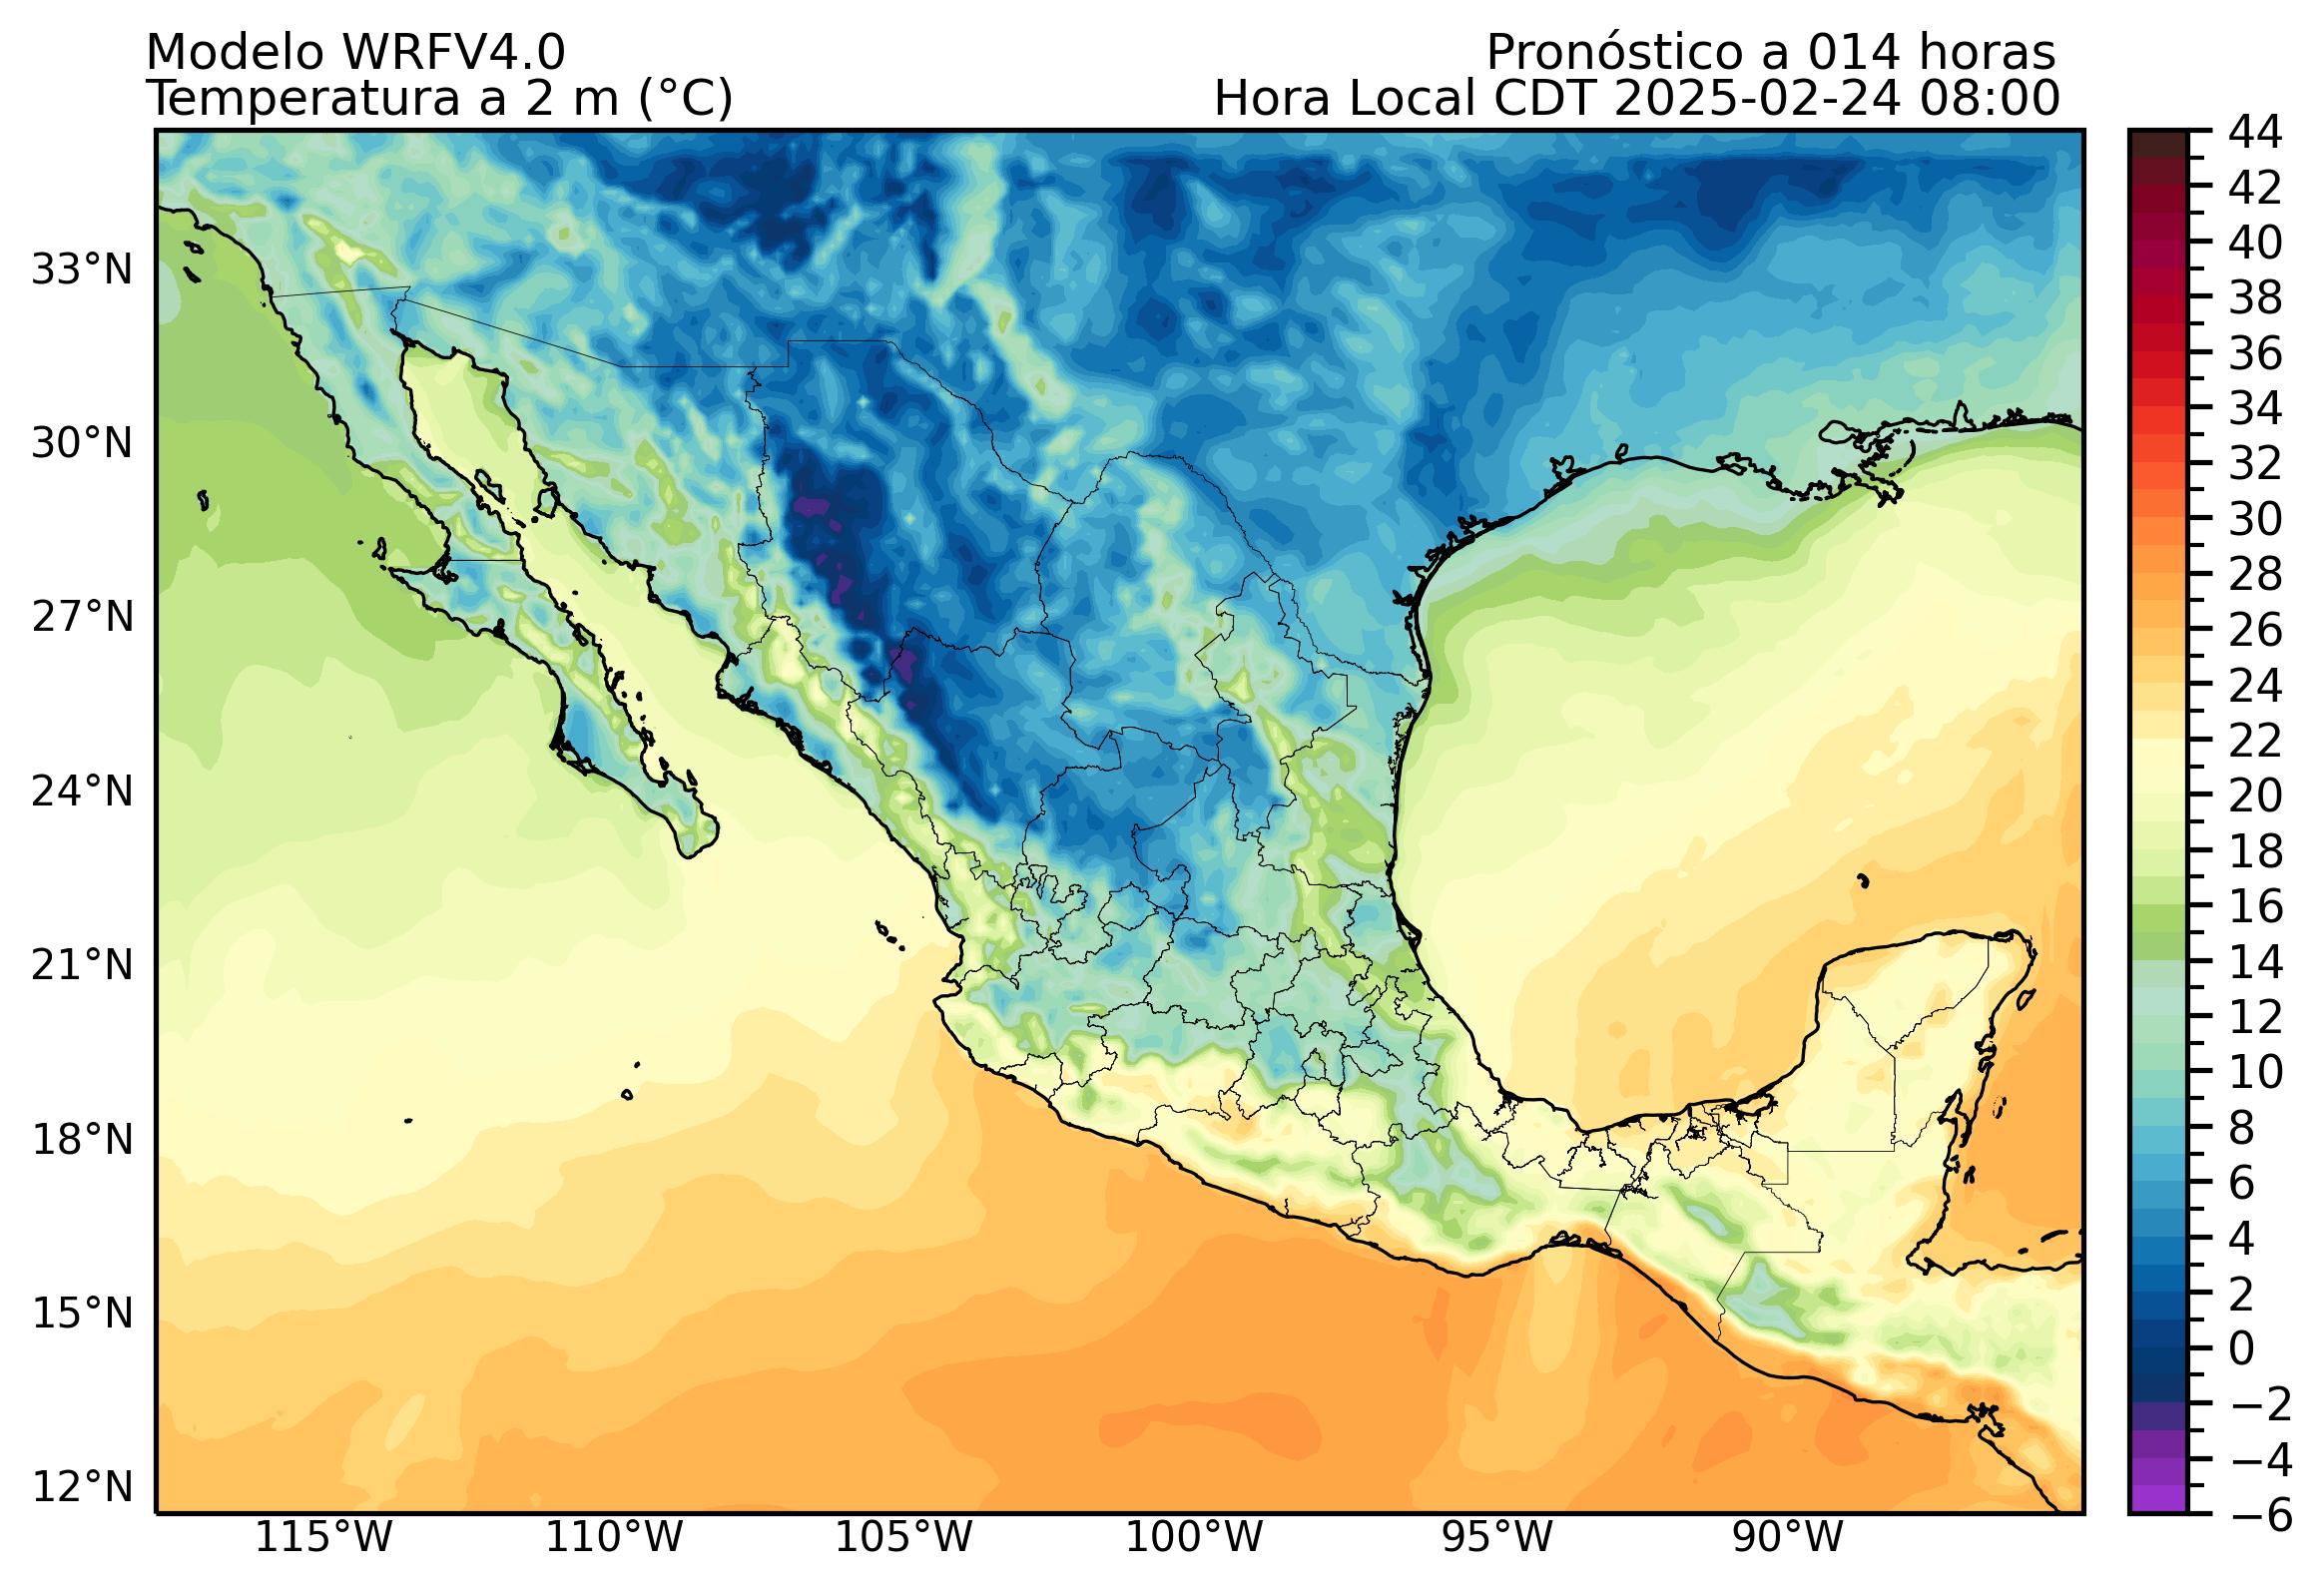 Modelo WRFV4.0
Pronóstico a 014 horas
Temperatura a 2 m (°C)
Hora Local CDT 2025-02-24 08:00
44
42
40
38
36
34
32
30
28
26
24
22
20
18
16
14
12
10
8
6
4
2
0
−2
−4
−6
33°N
30°N
27°N
24°N
21°N
18°N
15°N
12°N
115°W
110°W
105°W
100°W
95°W
90°W